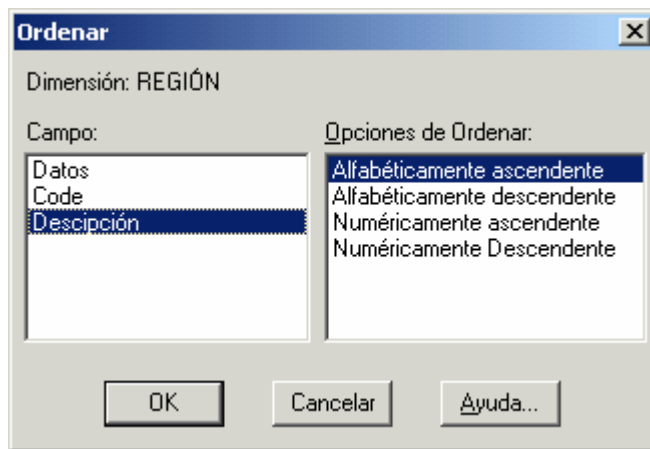 Ordenar
Dimensión: REGIÓN
Campo:
Datos
Code
Descipción
Opciones de Ordenar:
Alfabéticamente ascendente
Alfabéticamente descendente
Numéricamente ascendente
Numéricamente Descendente
OK
Cancelar
Ayuda...